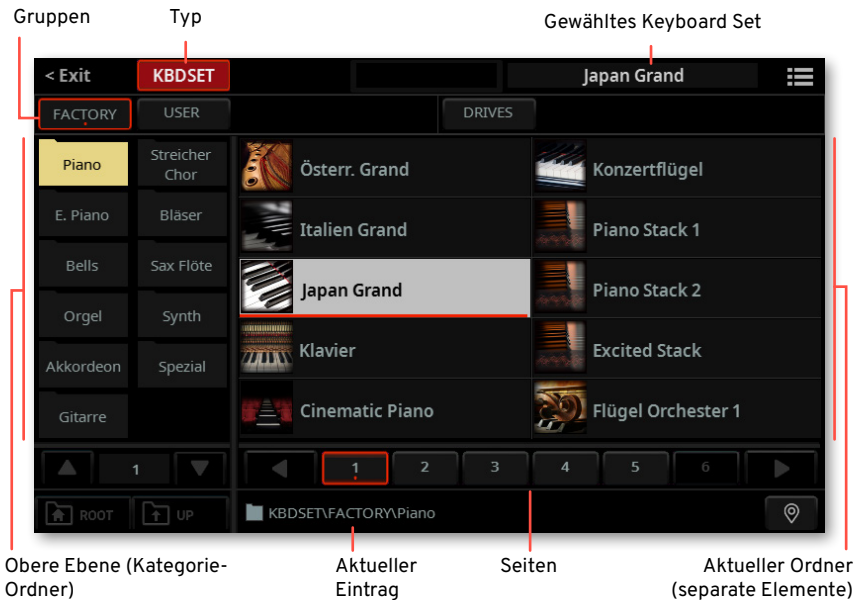 Gruppen Typ Gewähltes Keyboard Set
< Exit KBDSET Japan Grand
FACTORY USER DRIVES
Piano Streicher Chor Österr. Grand Konzertflügel
E. Piano Bläser Italien Grand Piano Stack 1
Bells Sax Flöte Japan Grand Piano Stack 2
Orgel Synth
Akkordeon Spezial Klavier Excited Stack
Gitarre Cinematic Piano Flügel Orchester 1
1 1 2 3 4 5 6
ROOT UP KBDSET\FACTORY\Piano
Obere Ebene (Kategorie-
Ordner)
Aktueller
Eintrag
Seiten
Aktueller Ordner
(separate Elemente)